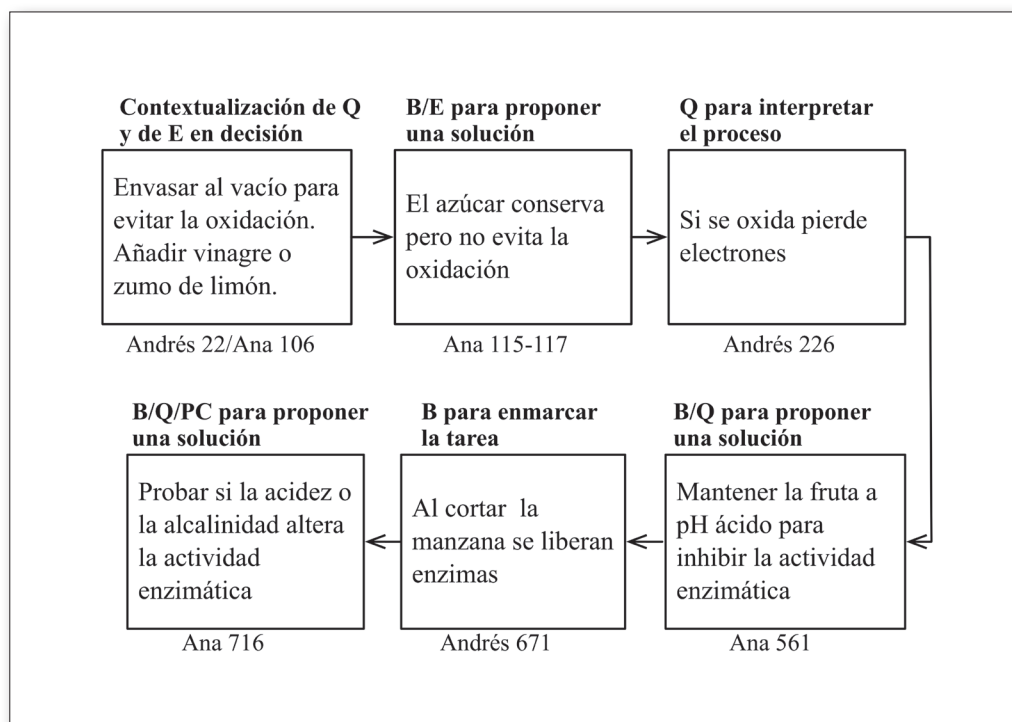 Contextualización de Q
y de E en decisión
Envasar al vacío para
evitar la oxidación.
Añadir vinagre o
zumo de limón.
Andrés 22/Ana 106
B/E para proponer
una solución
El azúcar conserva
pero no evita la
oxidación
Ana 115-117
Q para interpretar
el proceso
Si se oxida pierde
electrones
Andrés 226
B/Q para proponer
una solución
Mantener la fruta a
pH ácido para
inhibir la actividad
enzimática
Ana 561
B para enmarcar
la tarea
Al cortar la
manzana se liberan
enzimas
Andrés 671
B/Q/PC para proponer
una solución
Probar si la acidez o
la alcalinidad altera
la actividad
enzimática
Ana 716